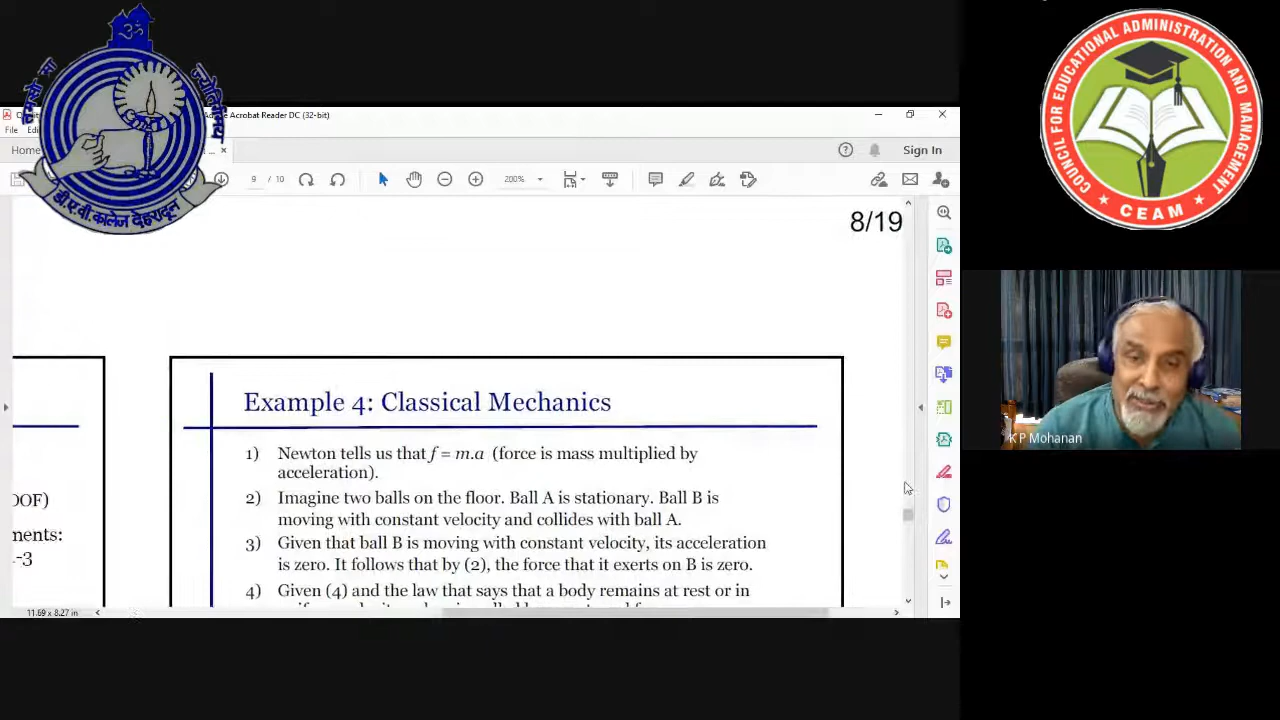 तमसो मा ज्योतिर्गमय
डी.ए.वी कालेज देहरादून
COUNCIL FOR EDUCATIONAL ADMINISTRATION AND MANAGEMENT
CEAM
Acrobat Reader DC (32-bit)
File
Home
Sign In
9 / 10
200%
8/19
OOF)
ments:
-3
Example 4: Classical Mechanics
1) Newton tells us that f = m.a (force is mass multiplied by
acceleration).
2) Imagine two balls on the floor. Ball A is stationary. Ball B is
moving with constant velocity and collides with ball A.
3) Given that ball B is moving with constant velocity, its acceleration
is zero. It follows that by (2), the force that it exerts on B is zero.
4) Given (4) and the law that says that a body remains at rest or in
11.69 x 8.27 in
K P Mohanan